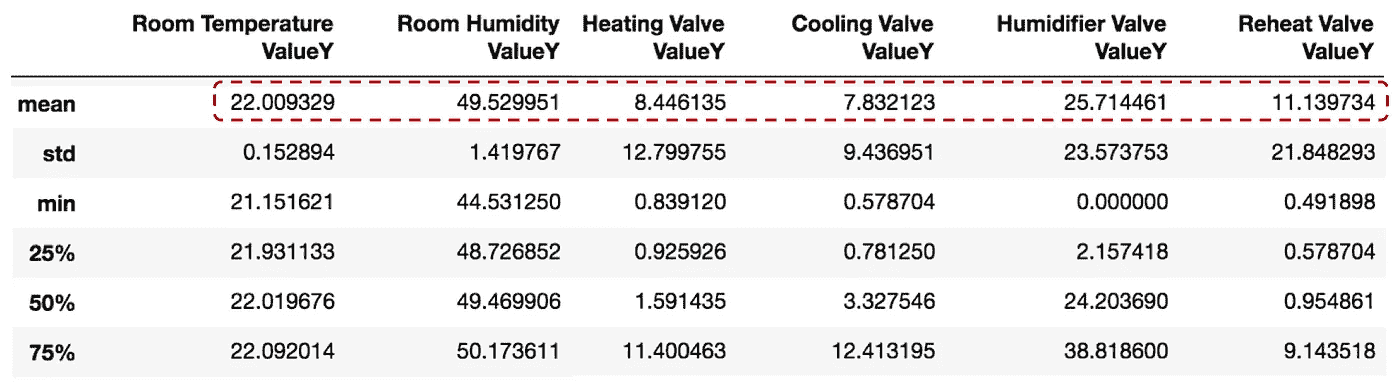 Room Temperature Room Humidity Heating Valve Cooling Valve Humidifier Valve Reheat Valve
ValueY ValueY ValueY ValueY ValueY ValueY
mean 22.009329 49.529951 8.446135 7.832123 25.714461 11.139734
std 0.152894 1.419767 12.799755 9.436951 23.573753 21.848293
min 21.151621 44.531250 0.839120 0.578704 0.000000 0.491898
25% 21.931133 48.726852 0.925926 0.781250 2.157418 0.578704
50% 22.019676 49.469906 1.591435 3.327546 24.203690 0.954861
75% 22.092014 50.173611 11.400463 12.413195 38.818600 9.143518